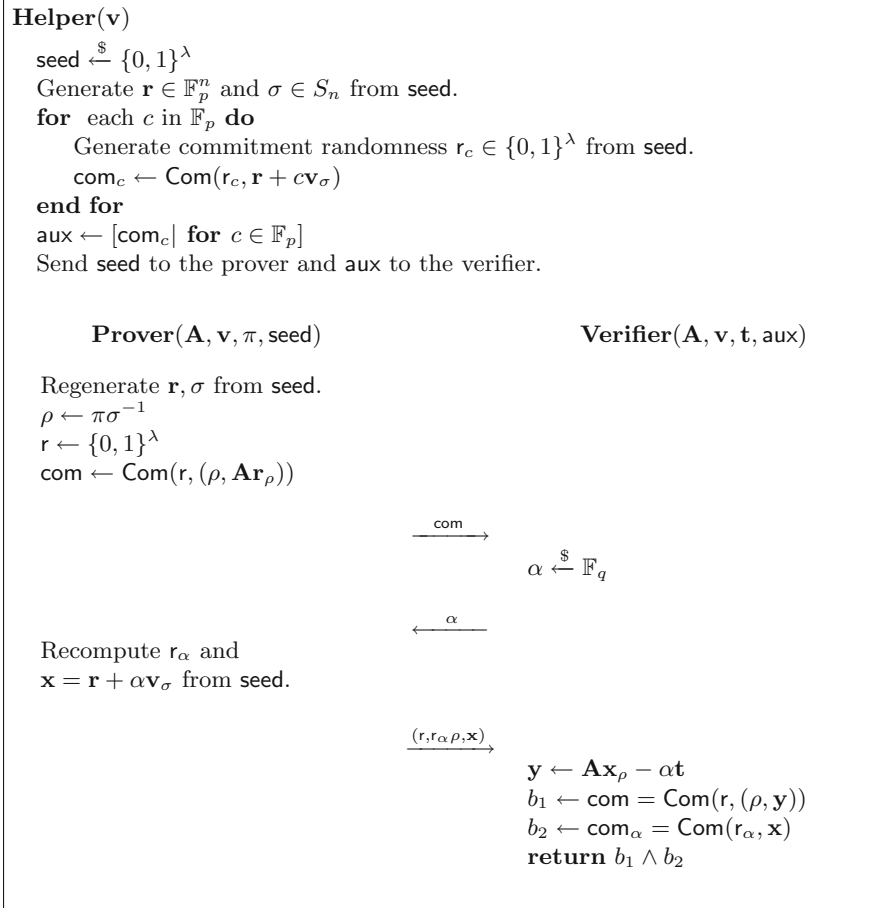 Helper(v)
seed ←$ {0, 1}^λ
Generate r ∈ 𝔽_p^n and σ ∈ S_n from seed.
for each c in 𝔽_p do
Generate commitment randomness r_c ∈ {0, 1}^λ from seed.
com_c ← Com(r_c, r + cv_σ)
end for
aux ← [com_c| for c ∈ 𝔽_p]
Send seed to the prover and aux to the verifier.
Prover(A, v, π, seed) Verifier(A, v, t, aux)
Regenerate r, σ from seed.
ρ ← πσ^−1
r ← {0, 1}^λ
com ← Com(r, (ρ, Ar_ρ))
com
α ←$ 𝔽_q
α
Recompute r_α and
x = r + αv_σ from seed.
(r,r_α ρ,x)
y ← Ax_ρ − αt
b_1 ← com = Com(r, (ρ, y))
b_2 ← com_α = Com(r_α, x)
return b_1 ∧ b_2